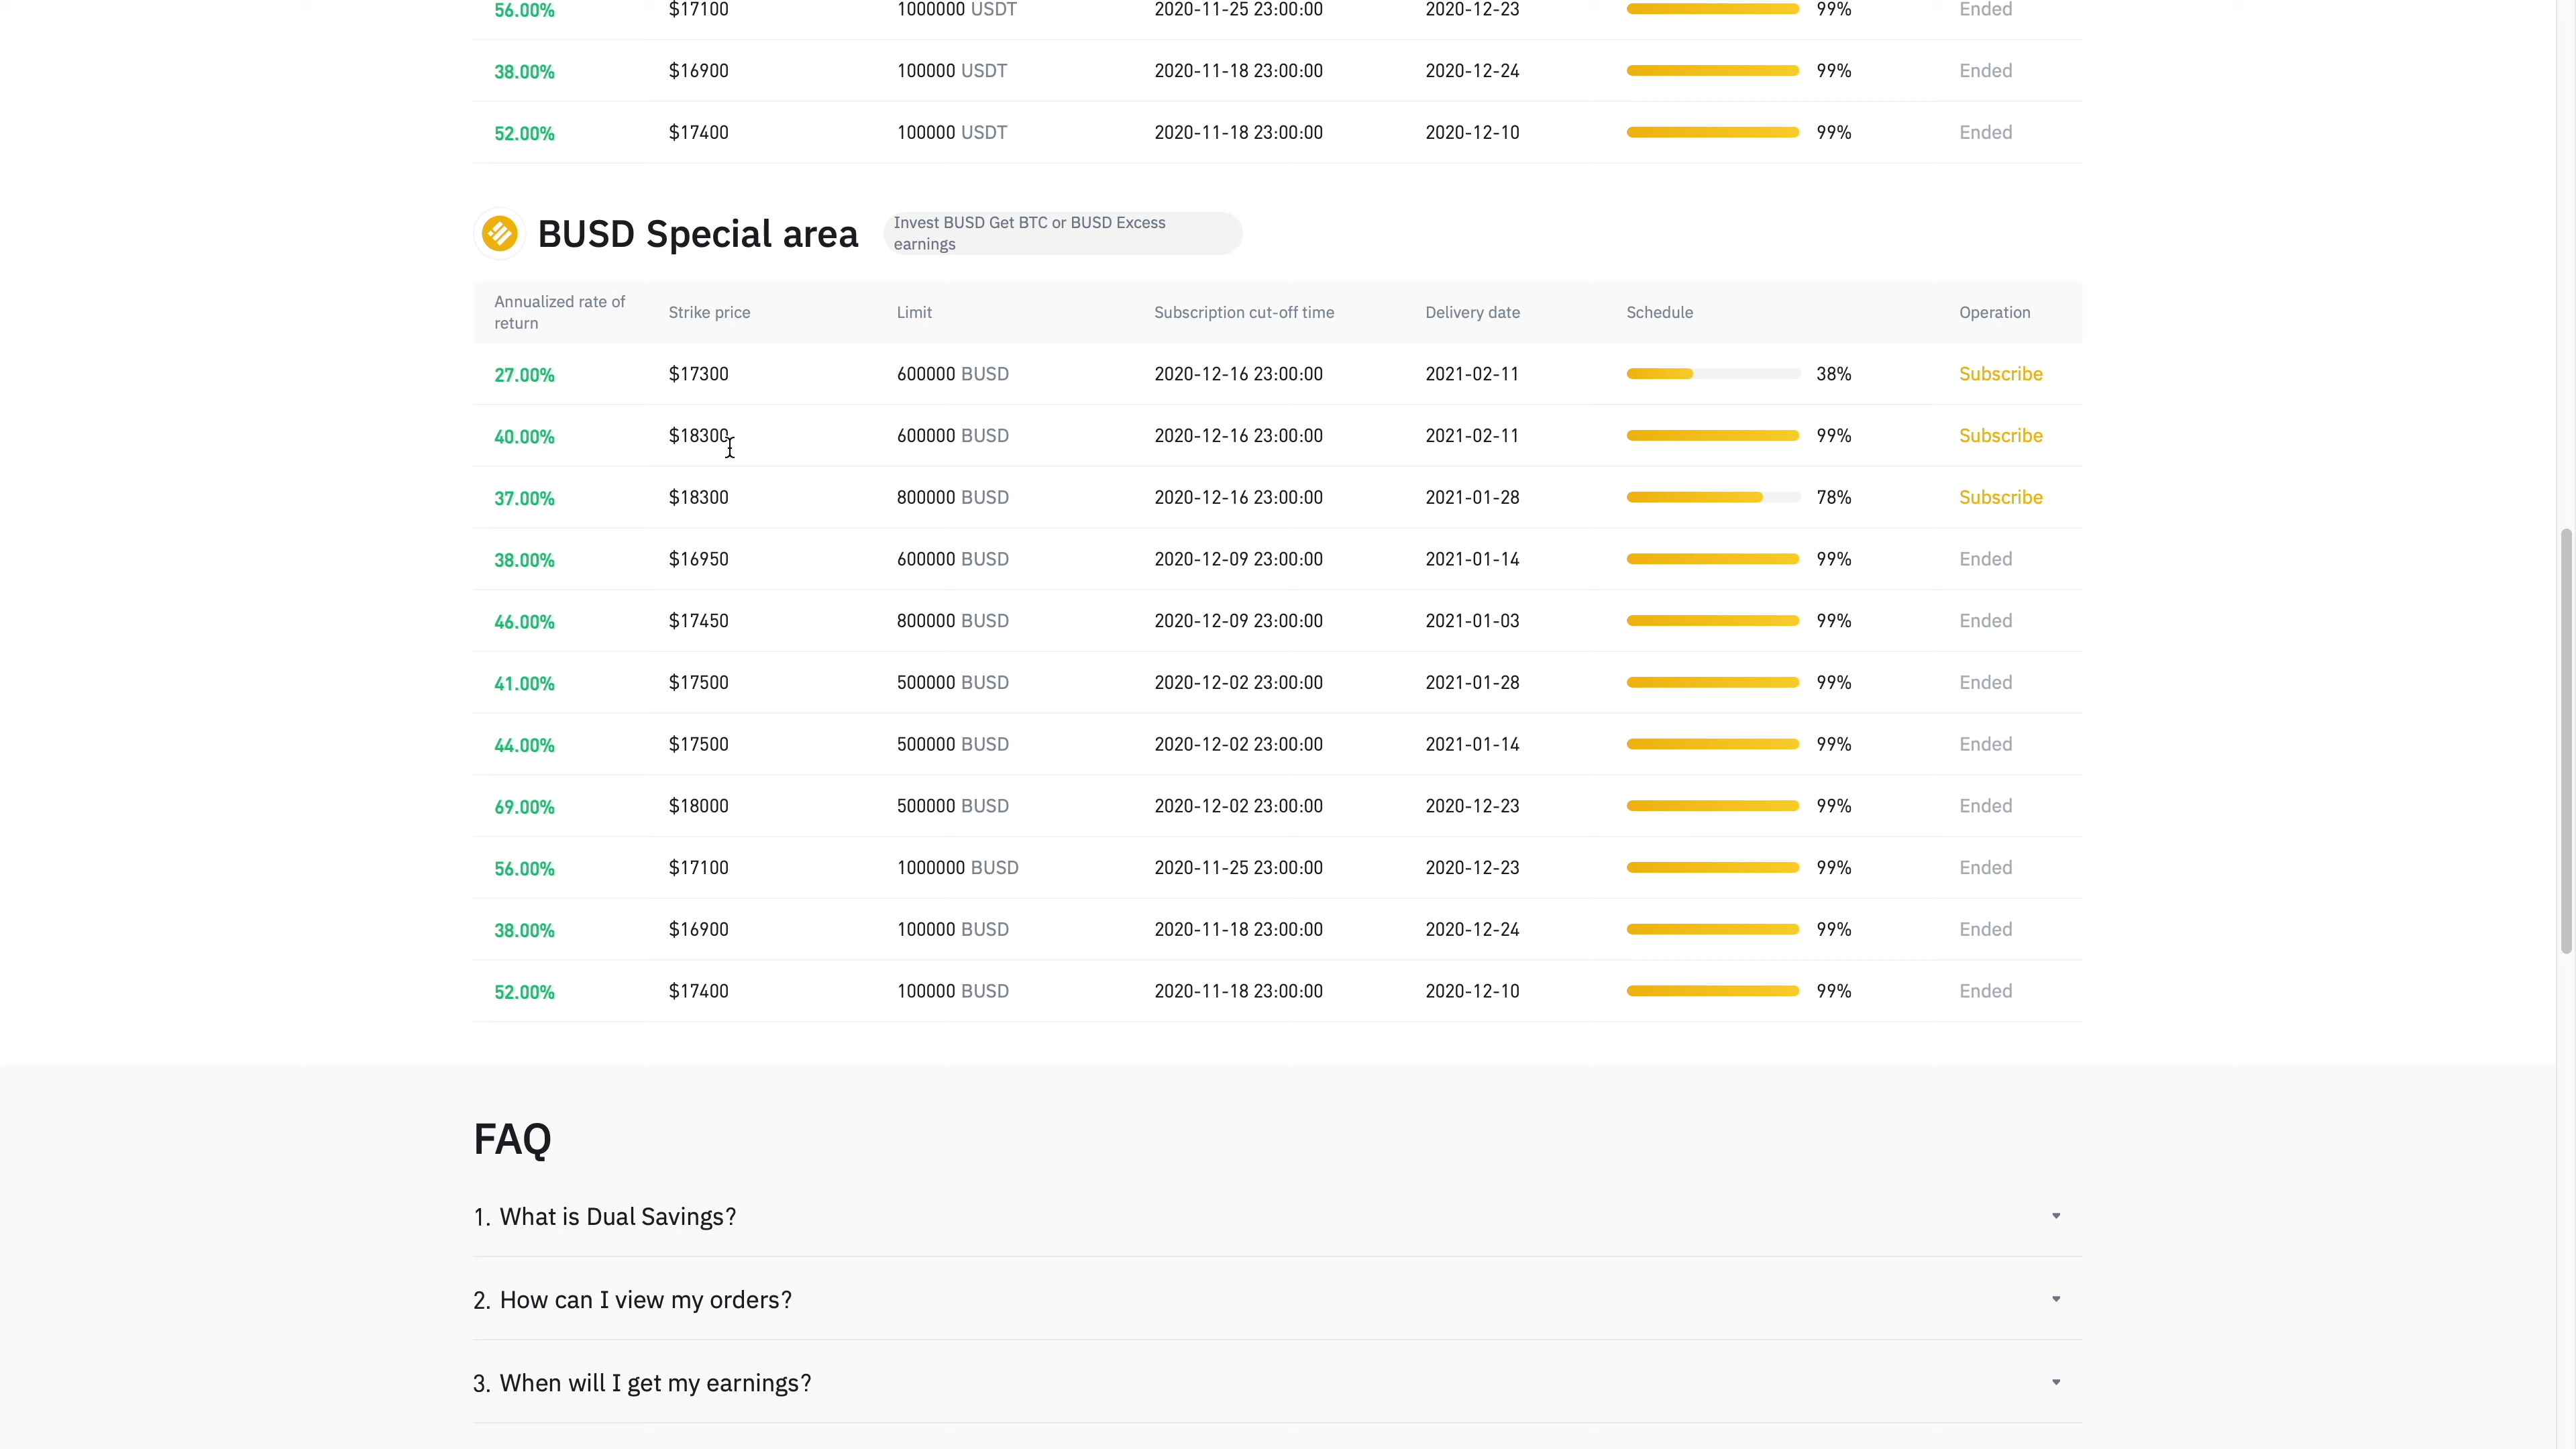 56.00% $17100 1000000 USDT 2020-11-25 23:00:00 2020-12-23 99% Ended
38.00% $16900 100000 USDT 2020-11-18 23:00:00 2020-12-24 99% Ended
52.00% $17400 100000 USDT 2020-11-18 23:00:00 2020-12-10 99% Ended
BUSD Special area
Invest BUSD Get BTC or BUSD Excess
earnings
Annualized rate of
return
Strike price Limit Subscription cut-off time Delivery date Schedule Operation
27.00% $17300 600000 BUSD 2020-12-16 23:00:00 2021-02-11 38% Subscribe
40.00% $18300 600000 BUSD 2020-12-16 23:00:00 2021-02-11 99% Subscribe
37.00% $18300 800000 BUSD 2020-12-16 23:00:00 2021-01-28 78% Subscribe
38.00% $16950 600000 BUSD 2020-12-09 23:00:00 2021-01-14 99% Ended
46.00% $17450 800000 BUSD 2020-12-09 23:00:00 2021-01-03 99% Ended
41.00% $17500 500000 BUSD 2020-12-02 23:00:00 2021-01-28 99% Ended
44.00% $17500 500000 BUSD 2020-12-02 23:00:00 2021-01-14 99% Ended
69.00% $18000 500000 BUSD 2020-12-02 23:00:00 2020-12-23 99% Ended
56.00% $17100 1000000 BUSD 2020-11-25 23:00:00 2020-12-23 99% Ended
38.00% $16900 100000 BUSD 2020-11-18 23:00:00 2020-12-24 99% Ended
52.00% $17400 100000 BUSD 2020-11-18 23:00:00 2020-12-10 99% Ended
FAQ
1. What is Dual Savings?
2. How can I view my orders?
3. When will I get my earnings?